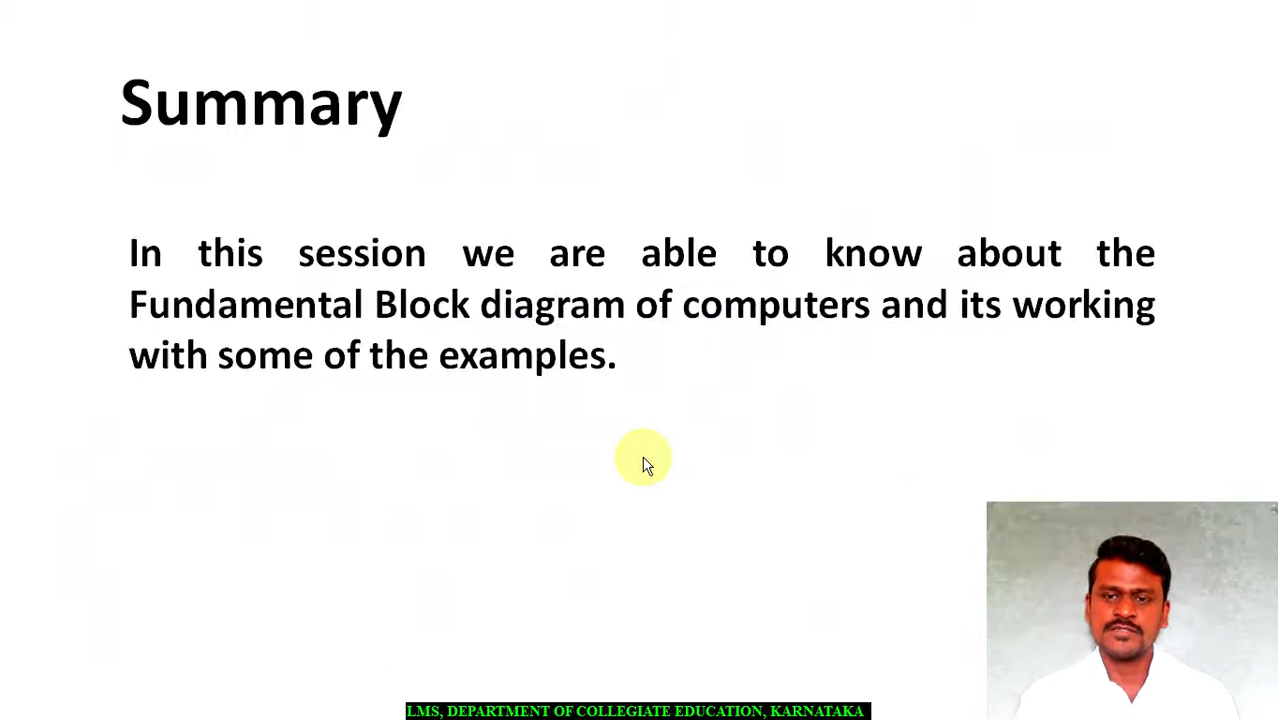 Summary
In this session we are able to know about the
Fundamental Block diagram of computers and its working
with some of the examples.
LMS, DEPARTMENT OF COLLEGIATE EDUCATION, KARNATAKA